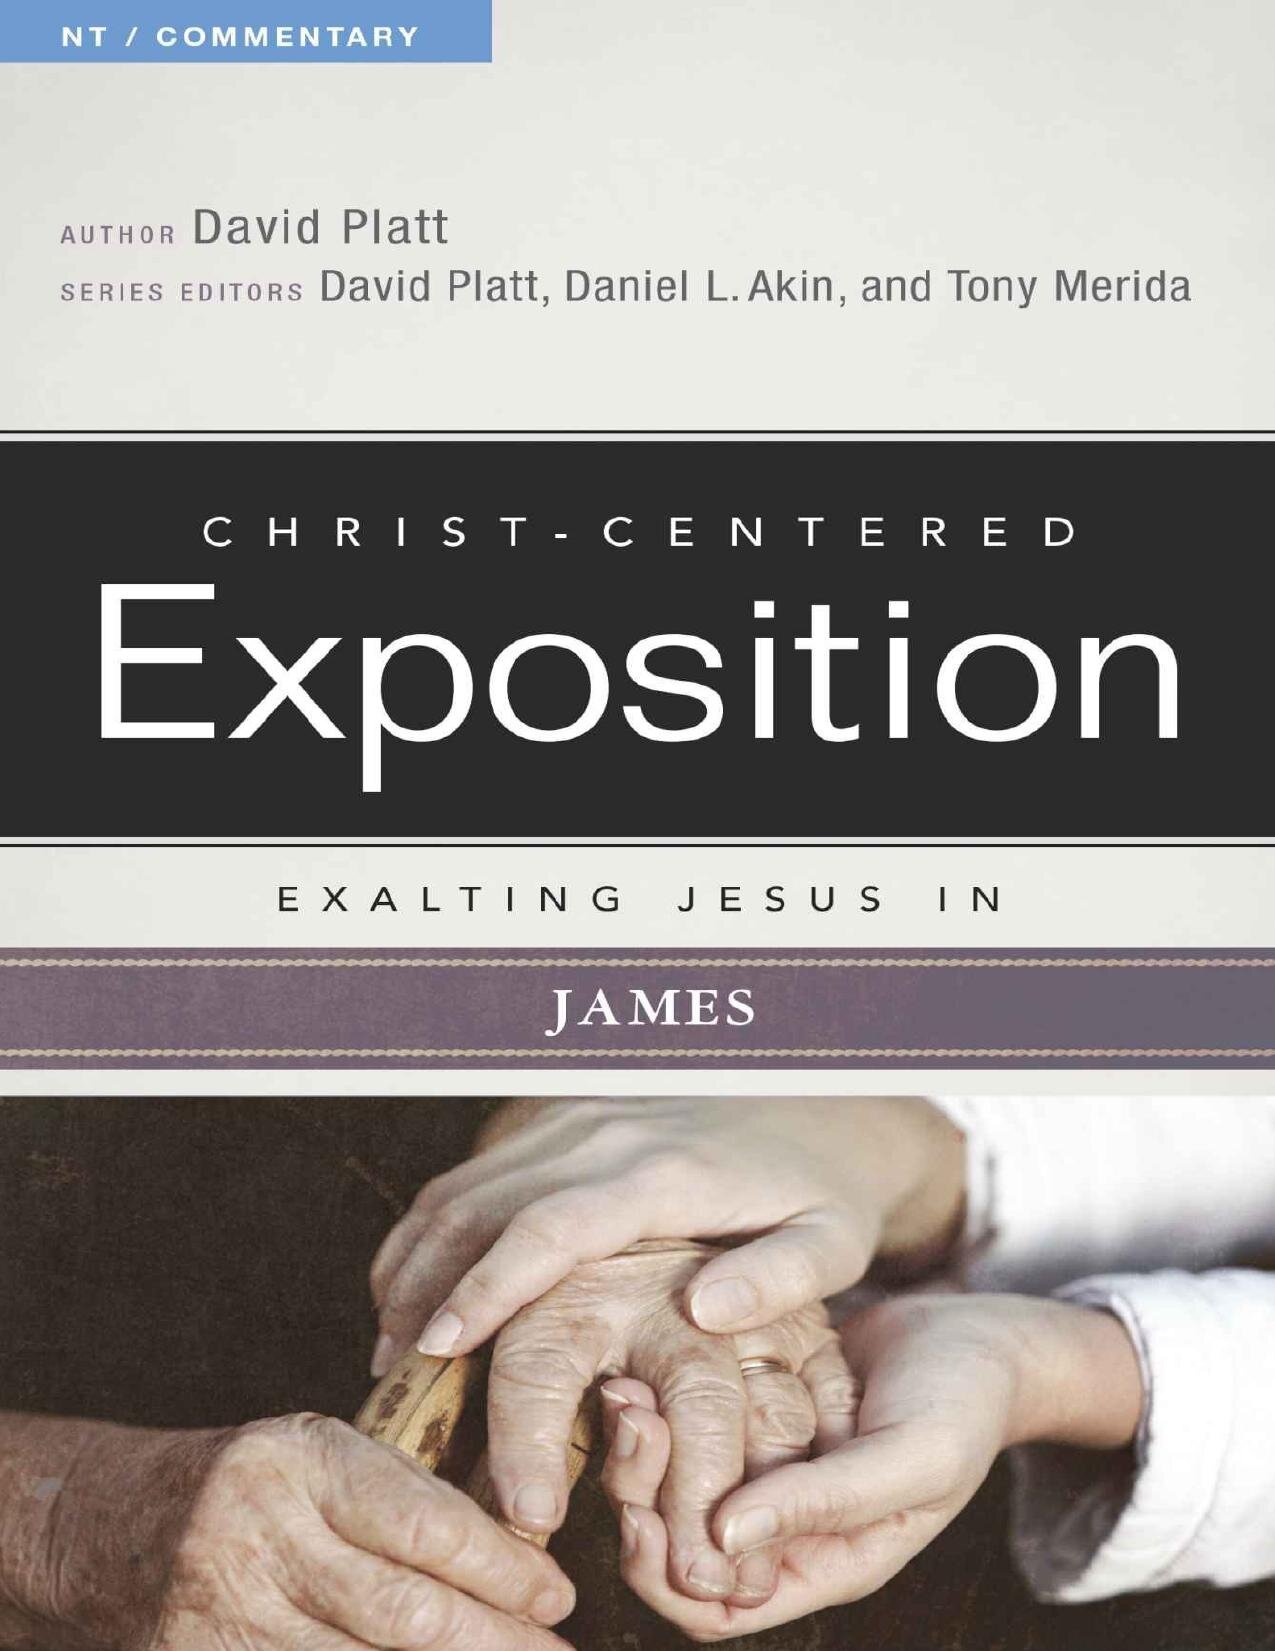 NT / COMMENTARY
AUTHOR David Platt
SERIES EDITORS David Platt, Daniel L. Akin, and Tony Merida
CHRIST-CENTERED
Exposition
EXALTING JESUS IN
JAMES